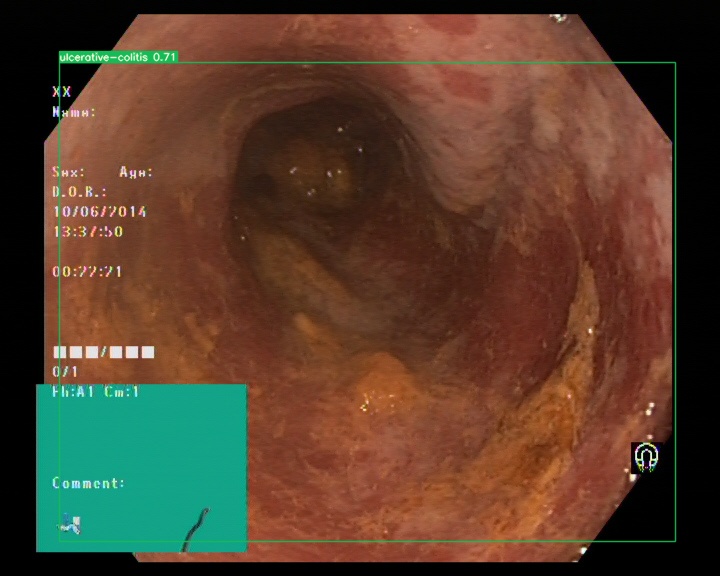 ulcerative-colitis 0.71
XX
Name:
Sex: Age:
D.O.B.:
10/06/2014
13:37:50
00:22:21
■■■/■■■
0/1
Ph:A1 Cm:1
Comment: